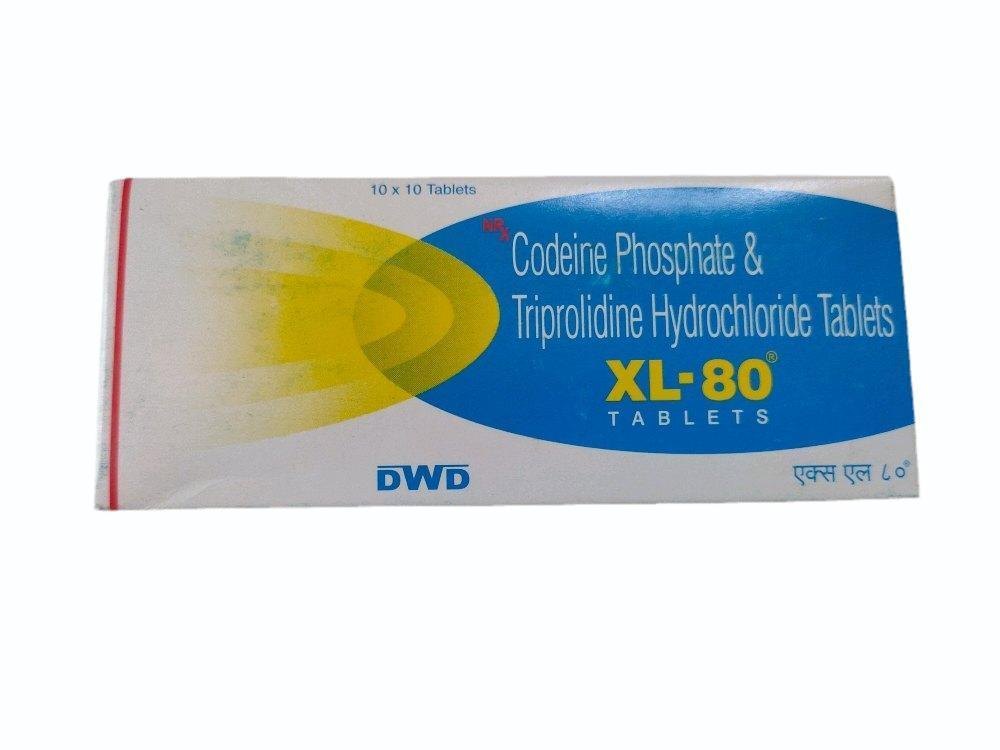 10 x 10 Tablets
NRx
Codeine Phosphate &
Triprolidine Hydrochloride Tablets
XL-80®
TABLETS
DWD
एक्स एल ८०®